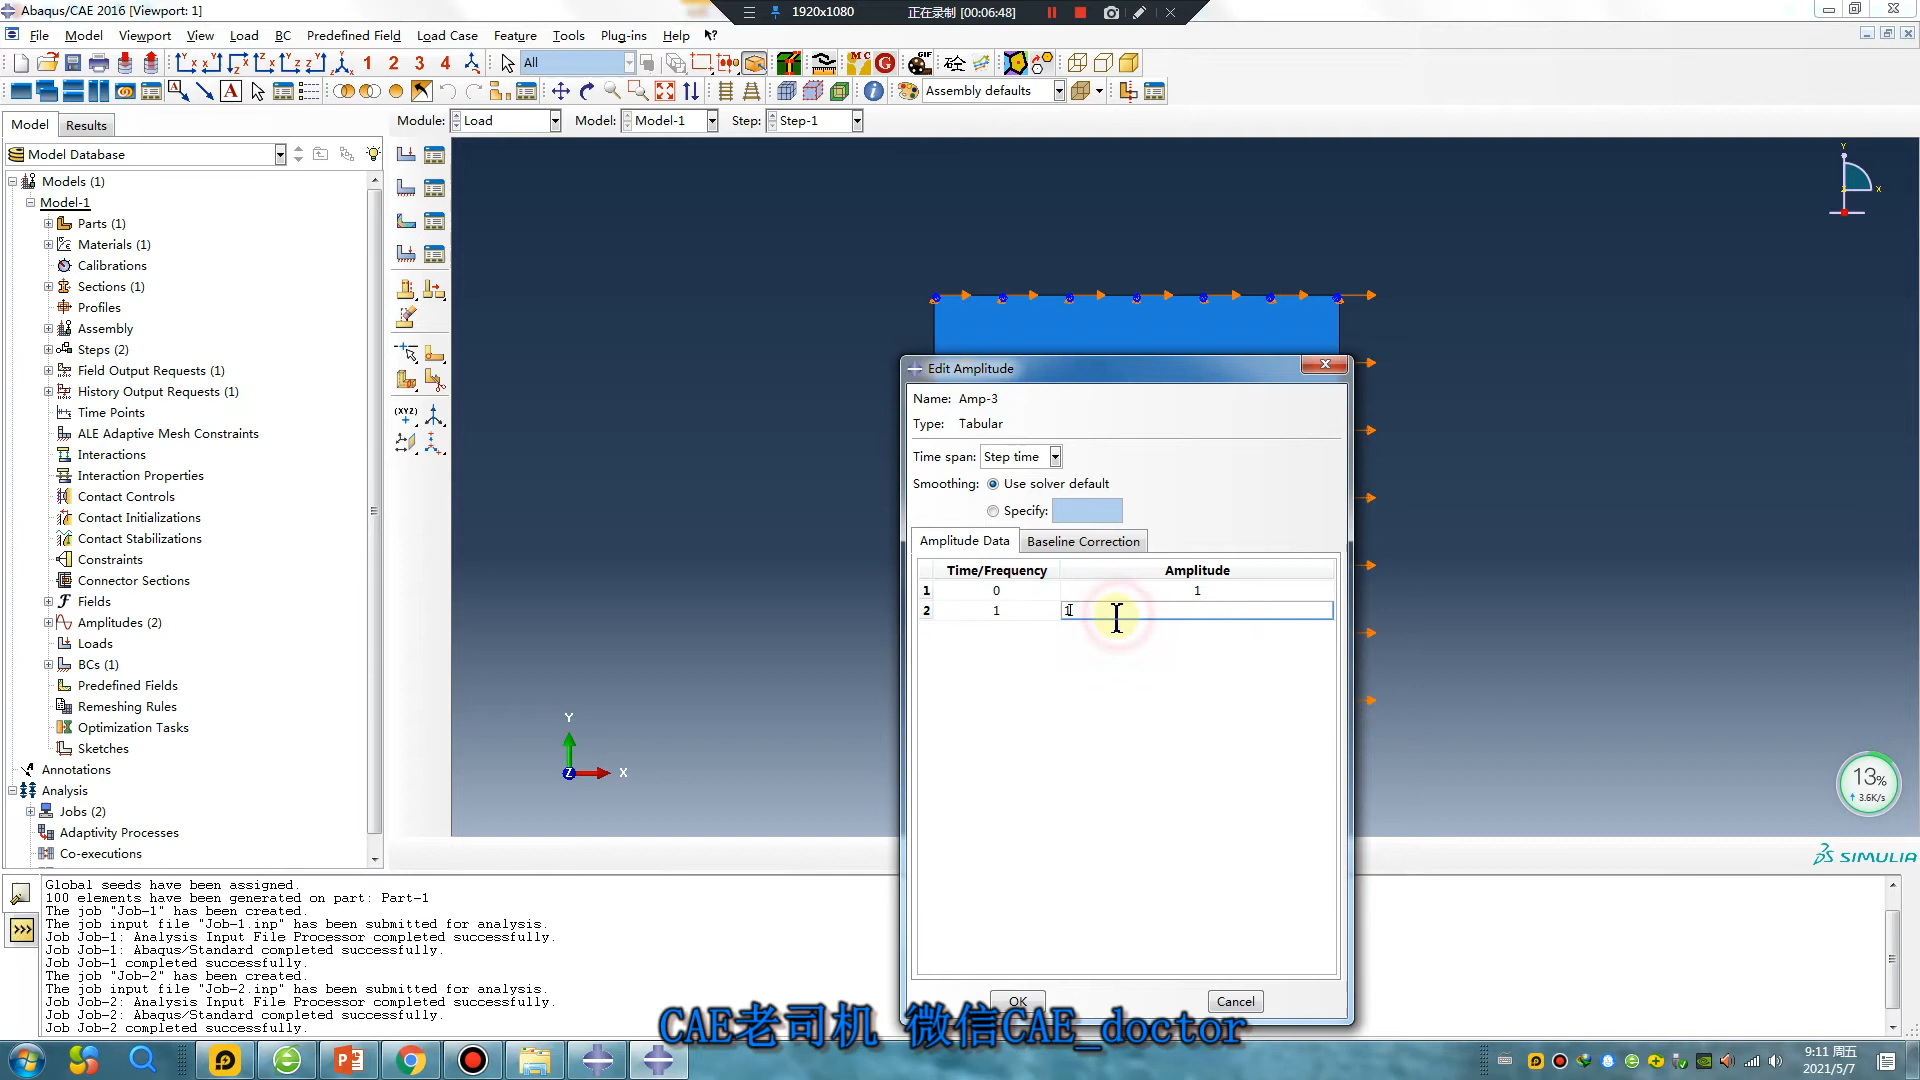 Abaqus/CAE 2016 [Viewport: 1]
1920x1080
正在录制 [00:06:48]
File Model Viewport View Load BC Predefined Field Load Case Feature Tools Plug-ins Help
1 2 3 4
All
Assembly defaults
Model Results
Module: Load Model: Model-1 Step: Step-1
Model Database
Models (1)
Model-1
Parts (1)
Materials (1)
Calibrations
Sections (1)
Profiles
Assembly
Steps (2)
Field Output Requests (1)
History Output Requests (1)
Time Points
ALE Adaptive Mesh Constraints
Interactions
Interaction Properties
Contact Controls
Contact Initializations
Contact Stabilizations
Constraints
Connector Sections
Fields
Amplitudes (2)
Loads
BCs (1)
Predefined Fields
Remeshing Rules
Optimization Tasks
Sketches
Annotations
Analysis
Jobs (2)
Adaptivity Processes
Co-executions
Y
X
Z
Y
X
Edit Amplitude
Name: Amp-3
Type: Tabular
Time span: Step time
Smoothing: Use solver default
Specify:
Amplitude Data Baseline Correction
Time/Frequency Amplitude
1 0 1
2 1 1
OK Cancel
13%
3.6K/s
SIMULIA
Global seeds have been assigned.
100 elements have been generated on part: Part-1
The job "Job-1" has been created.
The job input file "Job-1.inp" has been submitted for analysis.
Job Job-1: Analysis Input File Processor completed successfully.
Job Job-1: Abaqus/Standard completed successfully.
Job Job-1 completed successfully.
The job "Job-2" has been created.
The job input file "Job-2.inp" has been submitted for analysis.
Job Job-2: Analysis Input File Processor completed successfully.
Job Job-2: Abaqus/Standard completed successfully.
Job Job-2 completed successfully.
CAE老司机 微信CAE_doctor
9:11 周五
2021/5/7